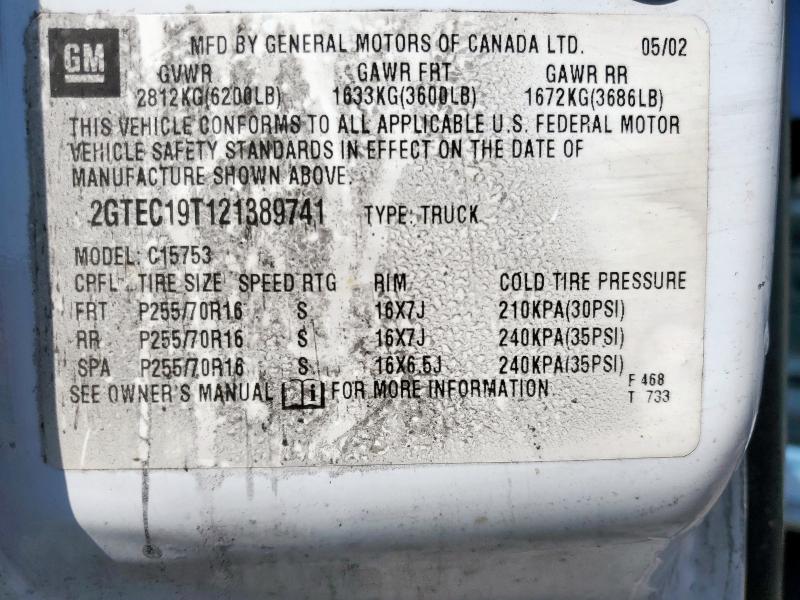 GM
MFD BY GENERAL MOTORS OF CANADA LTD. 05/02
GVWR GAWR FRT GAWR RR
2812KG(6200LB) 1633KG(3600LB) 1672KG(3686LB)
THIS VEHICLE CONFORMS TO ALL APPLICABLE U.S. FEDERAL MOTOR
VEHICLE SAFETY STANDARDS IN EFFECT ON THE DATE OF
MANUFACTURE SHOWN ABOVE.
2GTEC19T121389741 TYPE: TRUCK
MODEL: C15753
CPFL TIRE SIZE SPEED RTG RIM COLD TIRE PRESSURE
FRT P255/70R16 S 16X7J 210KPA(30PSI)
RR P255/70R16 S 16X7J 240KPA(35PSI)
SPA P255/70R16 S 16X6.5J 240KPA(35PSI)
SEE OWNER'S MANUAL i FOR MORE INFORMATION
F 468
T 733